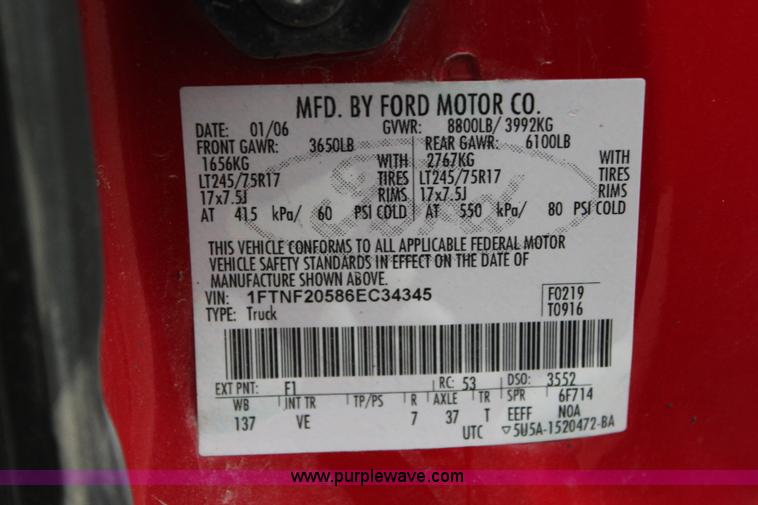 MFD. BY FORD MOTOR CO.
DATE: 01/06 GVWR: 8800LB/ 3992KG
FRONT GAWR: 3650LB REAR GAWR: 6100LB
1656KG WITH 2767KG WITH
LT245/75R17 TIRES LT245/75R17 TIRES
17x7.5J RIMS 17x7.5J RIMS
AT 415 kPa/ 60 PSI COLD AT 550 kPa/ 80 PSI COLD
Ford
THIS VEHICLE CONFORMS TO ALL APPLICABLE FEDERAL MOTOR
VEHICLE SAFETY STANDARDS IN EFFECT ON THE DATE OF
MANUFACTURE SHOWN ABOVE.
VIN: 1FTNF20586EC34345 F0219
TYPE: Truck T0916
EXT PNT: F1 RC: 53 DSO: 3552
WB INT TR TP/PS R AXLE TR SPR 6F714
137 VE 7 37 T EEFF NOA
UTC ▽5U5A-1520472-BA
www.purplewave.com